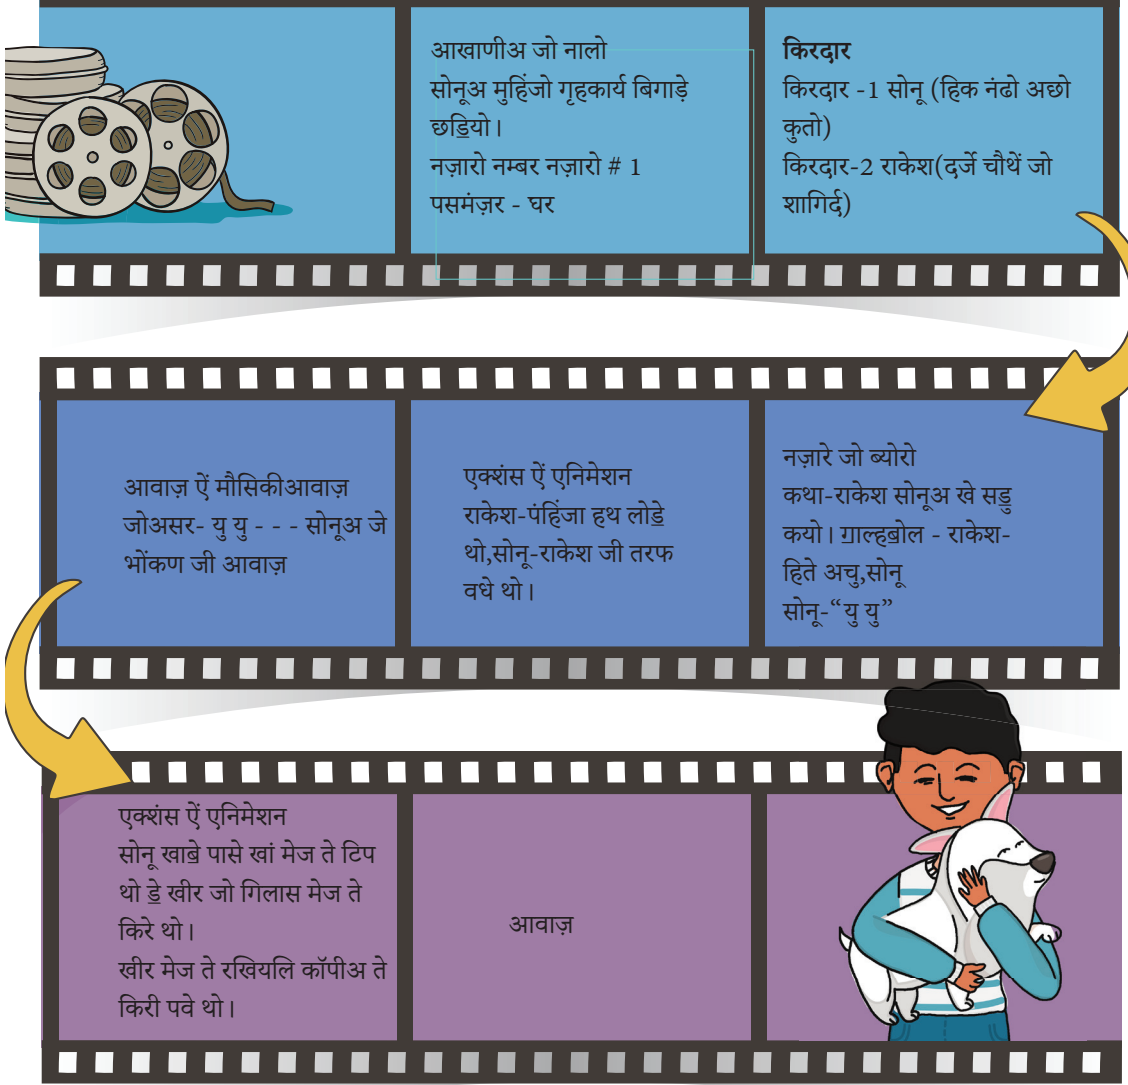 आखाणीअ जो नालो
सोनूअ मुहिंजो गृहकार्य बिगाड़े
छॾियो।
नज़ारो नम्बर नज़ारो # 1
पसमंज़र - घर
किरदार
किरदार -1 सोनू (हिक नंढो अछो
कुतो)
किरदार-2 राकेश(दर्जे चौथें जो
शागिर्द)
नज़ारे जो ब्योरो
कथा-राकेश सोनूअ खे सॾु
कयो। ॻाल्हॿोल - राकेश-
हिते अचु,सोनू
सोनू-“यु यु”
एक्शंस ऐं एनिमेशन
राकेश-पंहिंजा हथ लोॾे
थो,सोनू-राकेश जी तरफ
वधे थो।
आवाज़ ऐं मौसिकीआवाज़
जोअसर- यु यु - - - सोनूअ जे
भोंकण जी आवाज़
एक्शंस ऐं एनिमेशन
सोनू खाॿे पासे खां मेज ते टिप
थो ॾे खीर जो गिलास मेज ते
किरे थो।
खीर मेज ते रखियलि कॉपीअ ते
किरी पवे थो।
आवाज़